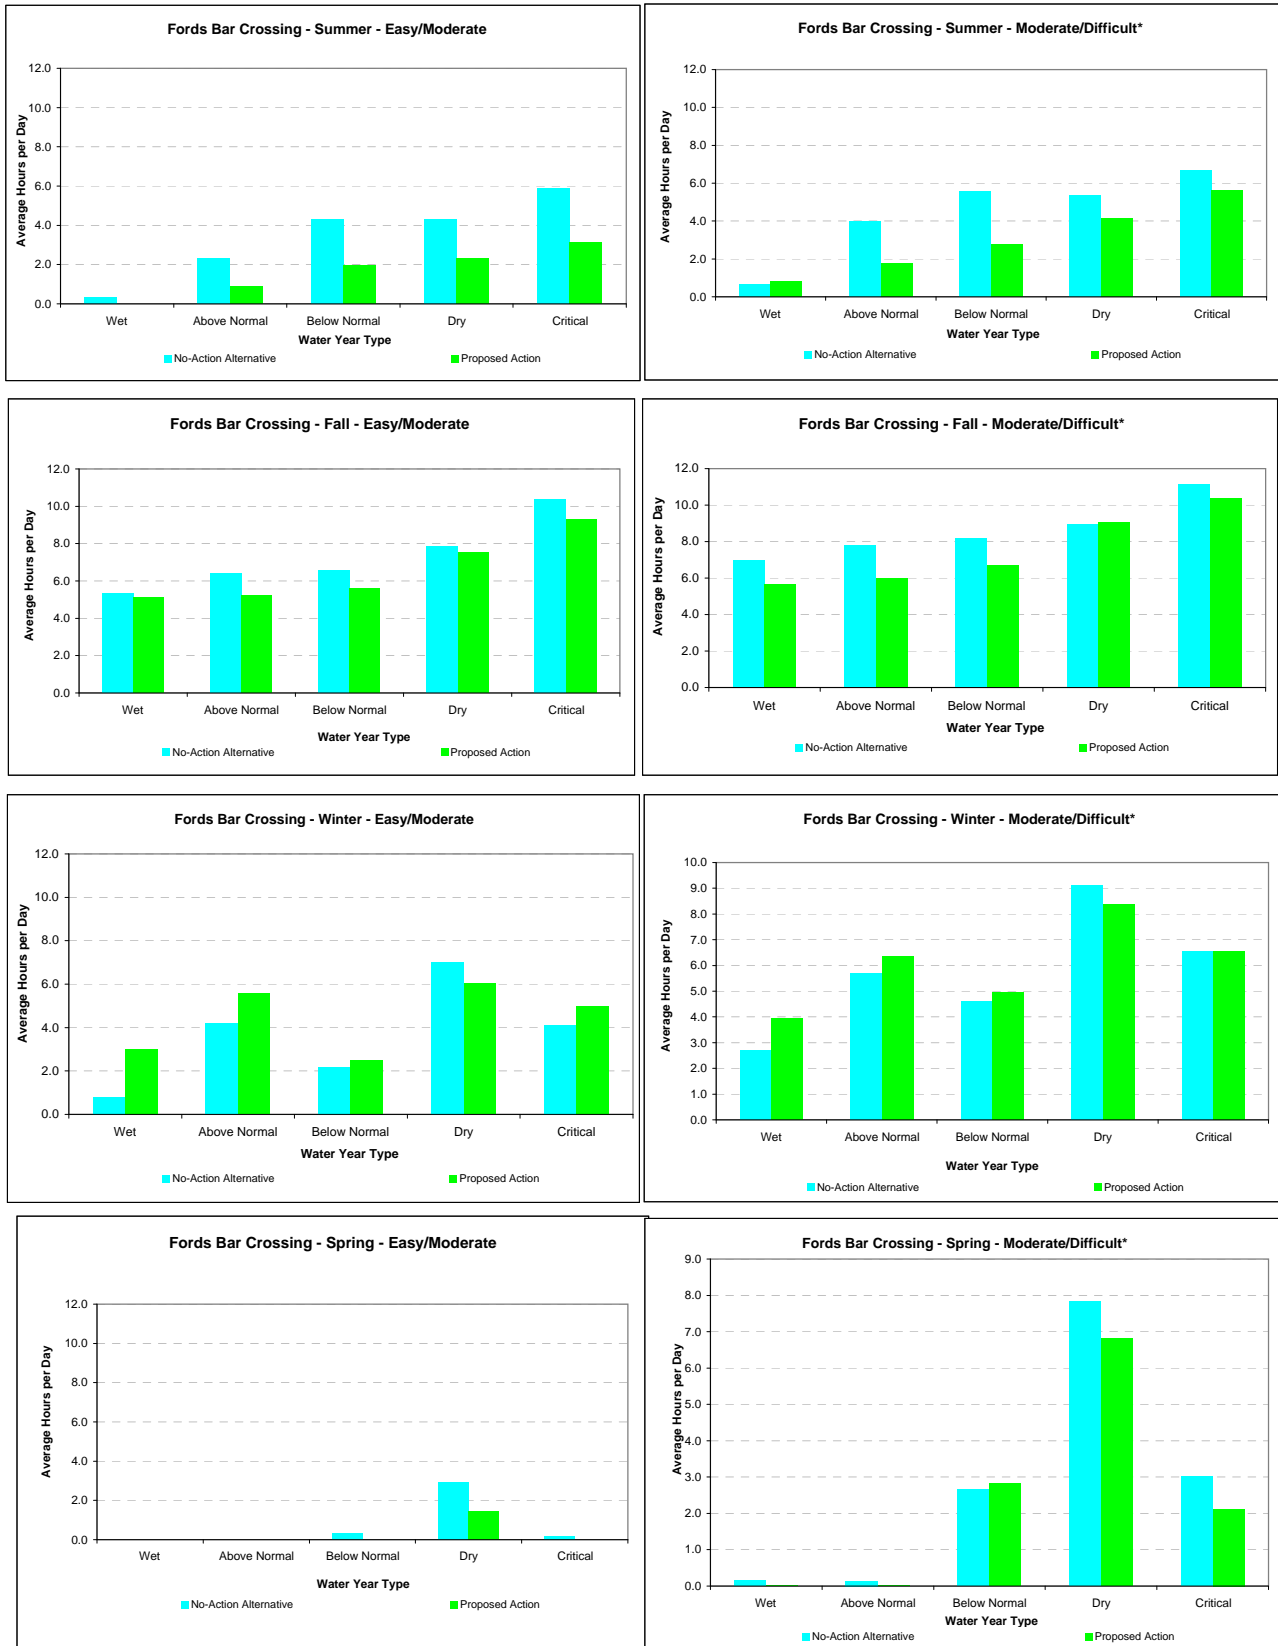 Fords Bar Crossing - Summer - Easy/Moderate
Average Hours per Day
12.0
10.0
8.0
6.0
4.0
2.0
0.0
Wet Above Normal Below Normal Dry Critical
Water Year Type
No-Action Alternative Proposed Action
Fords Bar Crossing - Summer - Moderate/Difficult*
Average Hours per Day
12.0
10.0
8.0
6.0
4.0
2.0
0.0
Wet Above Normal Below Normal Dry Critical
Water Year Type
No-Action Alternative Proposed Action
Fords Bar Crossing - Fall - Easy/Moderate
Average Hours per Day
12.0
10.0
8.0
6.0
4.0
2.0
0.0
Wet Above Normal Below Normal Dry Critical
Water Year Type
No-Action Alternative Proposed Action
Fords Bar Crossing - Fall - Moderate/Difficult*
Average Hours per Day
12.0
10.0
8.0
6.0
4.0
2.0
0.0
Wet Above Normal Below Normal Dry Critical
Water Year Type
No-Action Alternative Proposed Action
Fords Bar Crossing - Winter - Easy/Moderate
Average Hours per Day
12.0
10.0
8.0
6.0
4.0
2.0
0.0
Wet Above Normal Below Normal Dry Critical
Water Year Type
No-Action Alternative Proposed Action
Fords Bar Crossing - Winter - Moderate/Difficult*
Average Hours per Day
10.0
9.0
8.0
7.0
6.0
5.0
4.0
3.0
2.0
1.0
0.0
Wet Above Normal Below Normal Dry Critical
Water Year Type
No-Action Alternative Proposed Action
Fords Bar Crossing - Spring - Easy/Moderate
Average Hours per Day
12.0
10.0
8.0
6.0
4.0
2.0
0.0
Wet Above Normal Below Normal Dry Critical
Water Year Type
No-Action Alternative Proposed Action
Fords Bar Crossing - Spring - Moderate/Difficult*
Average Hours per Day
9.0
8.0
7.0
6.0
5.0
4.0
3.0
2.0
1.0
0.0
Wet Above Normal Below Normal Dry Critical
Water Year Type
No-Action Alternative Proposed Action